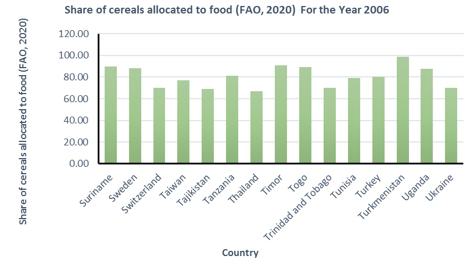 Share of cereals allocated to food (FAO, 2020)  For the Year 2006
Share of cereals allocated to food (FAO, 2020)
120.00
100.00
80.00
60.00
40.00
20.00
0.00
Suriname
Sweden
Switzerland
Taiwan
Tajikistan
Tanzania
Thailand
Timor
Togo
Trinidad and Tobago
Tunisia
Turkey
Turkmenistan
Uganda
Ukraine
Country